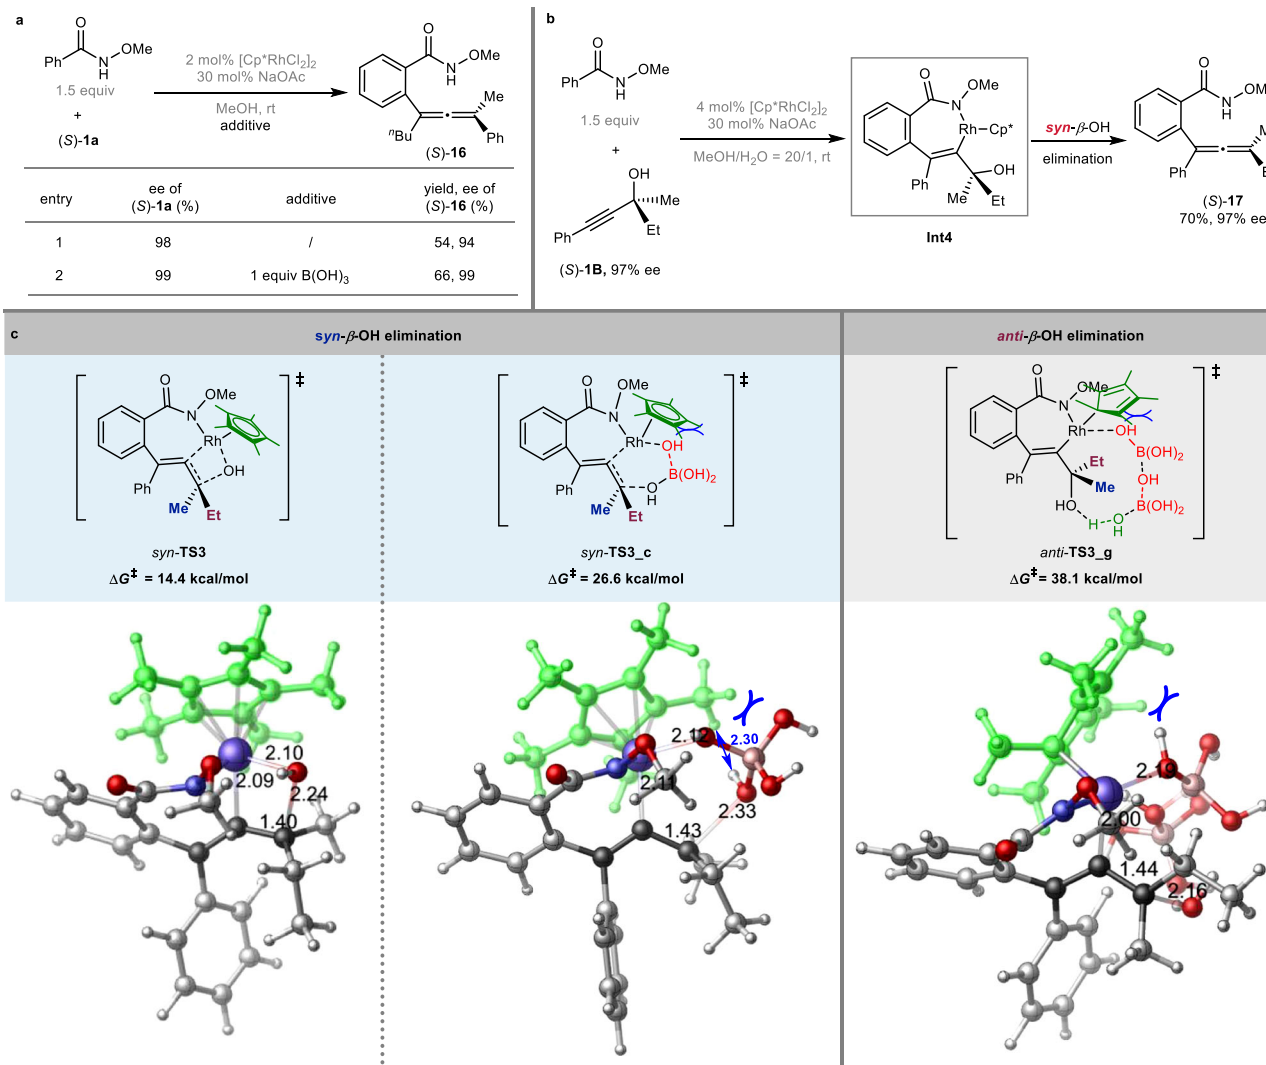 a
O
Ph
N
H
OMe
1.5 equiv
+
(S)-1a
2 mol% [Cp*RhCl2]2
30 mol% NaOAc
MeOH, rt
additive
O
OMe
N
H
Me
nBu
Ph
(S)-16
entry
ee of
(S)-1a (%)
additive
yield, ee of
(S)-16 (%)
1 98 / 54, 94
2 99 1 equiv B(OH)3 66, 99
b
O
Ph
N
H
OMe
1.5 equiv
+
OH
Me
Et
Ph
(S)-1B, 97% ee
4 mol% [Cp*RhCl2]2
30 mol% NaOAc
MeOH/H2O = 20/1, rt
O
OMe
N
Rh
Cp*
OH
Ph
Me
Et
Int4
syn-β-OH
elimination
O
N
H
Ph
(S)-17
70%, 97% ee
c
syn-β-OH elimination
anti-β-OH elimination
O
OMe
N
Rh
OH
Ph
Me
Et
‡
syn-TS3
ΔG‡ = 14.4 kcal/mol
O
OMe
N
Rh
OH
B(OH)2
O
H
Ph
Me
Et
‡
syn-TS3_c
ΔG‡ = 26.6 kcal/mol
O
OMe
N
Rh
OH
B(OH)2
Et
OH
Me
Ph
B(OH)2
HO
H
O
H
‡
anti-TS3_g
ΔG‡ = 38.1 kcal/mol
2.10
2.09
2.24
1.40
2.12
2.30
2.11
2.33
1.43
2.19
2.00
1.44
2.16